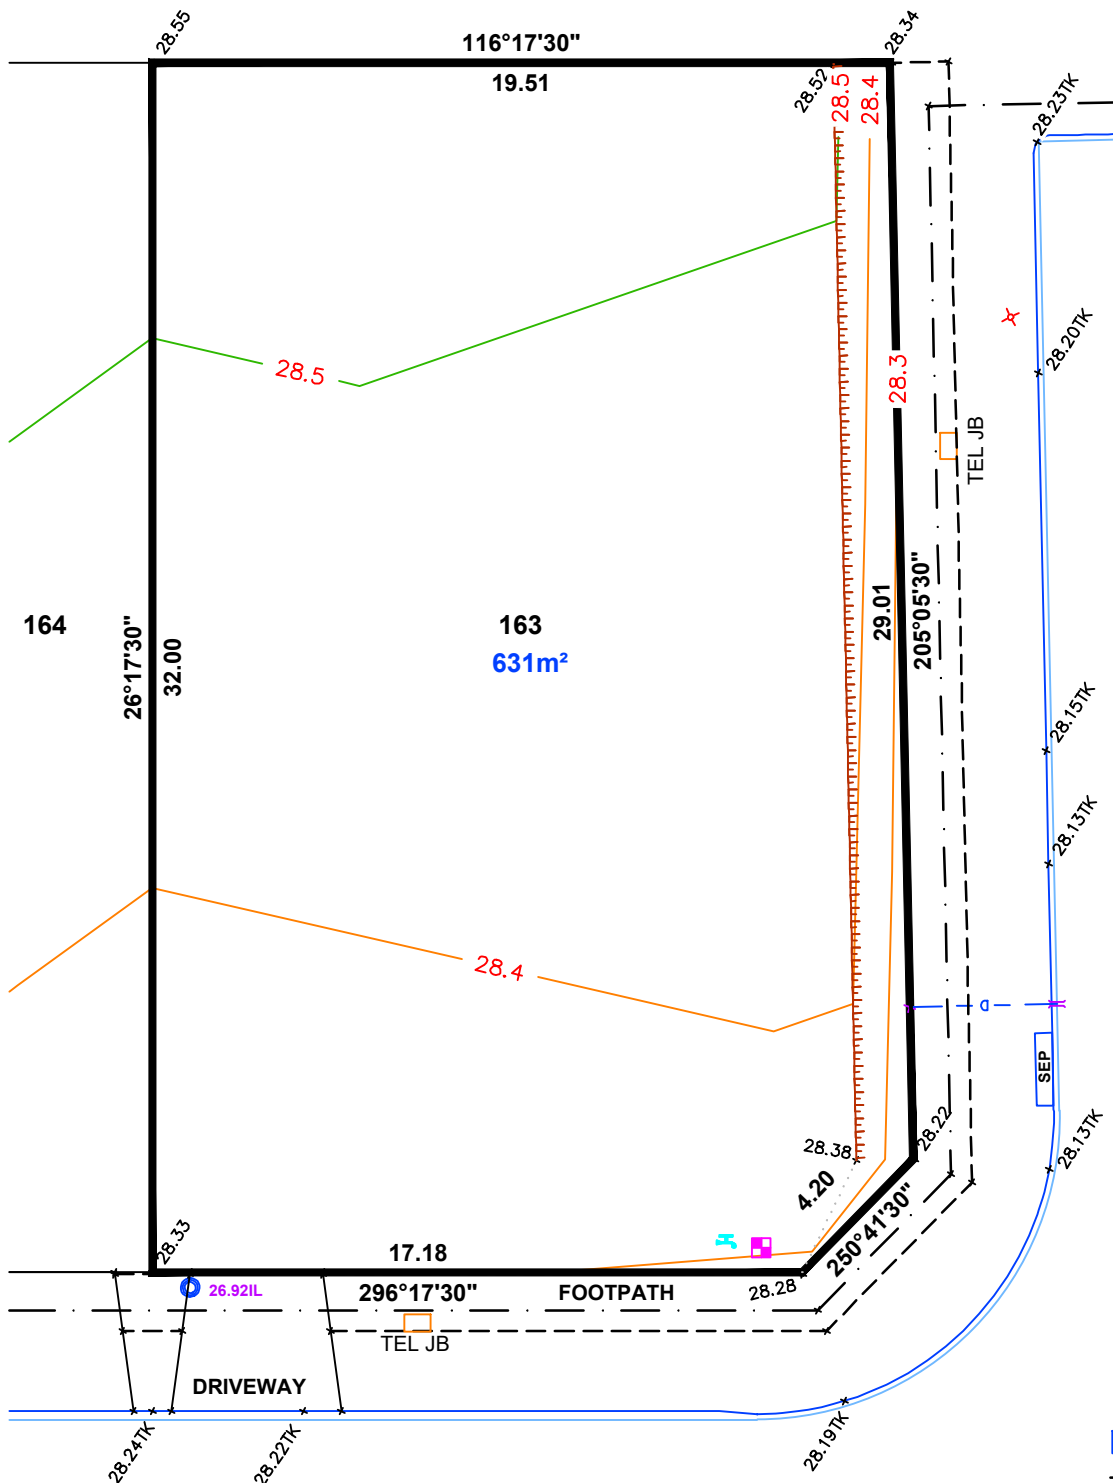 28.55
116°17'30"
28.34
19.51
28.52
28.5
28.4
28.23TK
28.20TK
28.5
28.3
TEL JB
164
26°17'30"
32.00
163
631m²
29.01
205°05'30"
28.15TK
28.13TK
28.4
SEP
28.38
28.22
28.13TK
4.20
250°41'30"
28.33
17.18
26.92IL
296°17'30"
FOOTPATH
28.28
TEL JB
DRIVEWAY
28.24TK
28.22TK
28.19TK